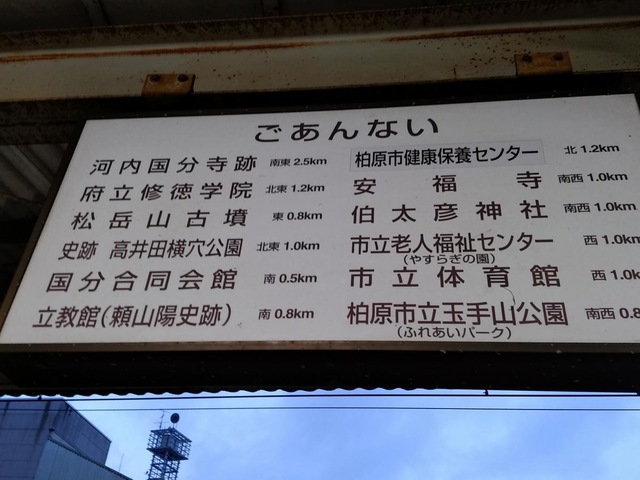 ごあんない
河内国分寺跡 南東 2.5km
府立修徳学院 北東 1.2km
松岳山古墳 東 0.8km
史跡 高井田横穴公園 北東 1.0km
国分合同会館 南 0.5km
立教館(頼山陽史跡) 南 0.8km
柏原市健康保養センター 北 1.2km
安福寺 南西 1.0km
伯太彦神社 南西 1.0km
市立老人福祉センター 西 1.0km
(やすらぎの園)
市立体育館 西 1.0k
柏原市立玉手山公園 南西 0.8
(ふれあいパーク)